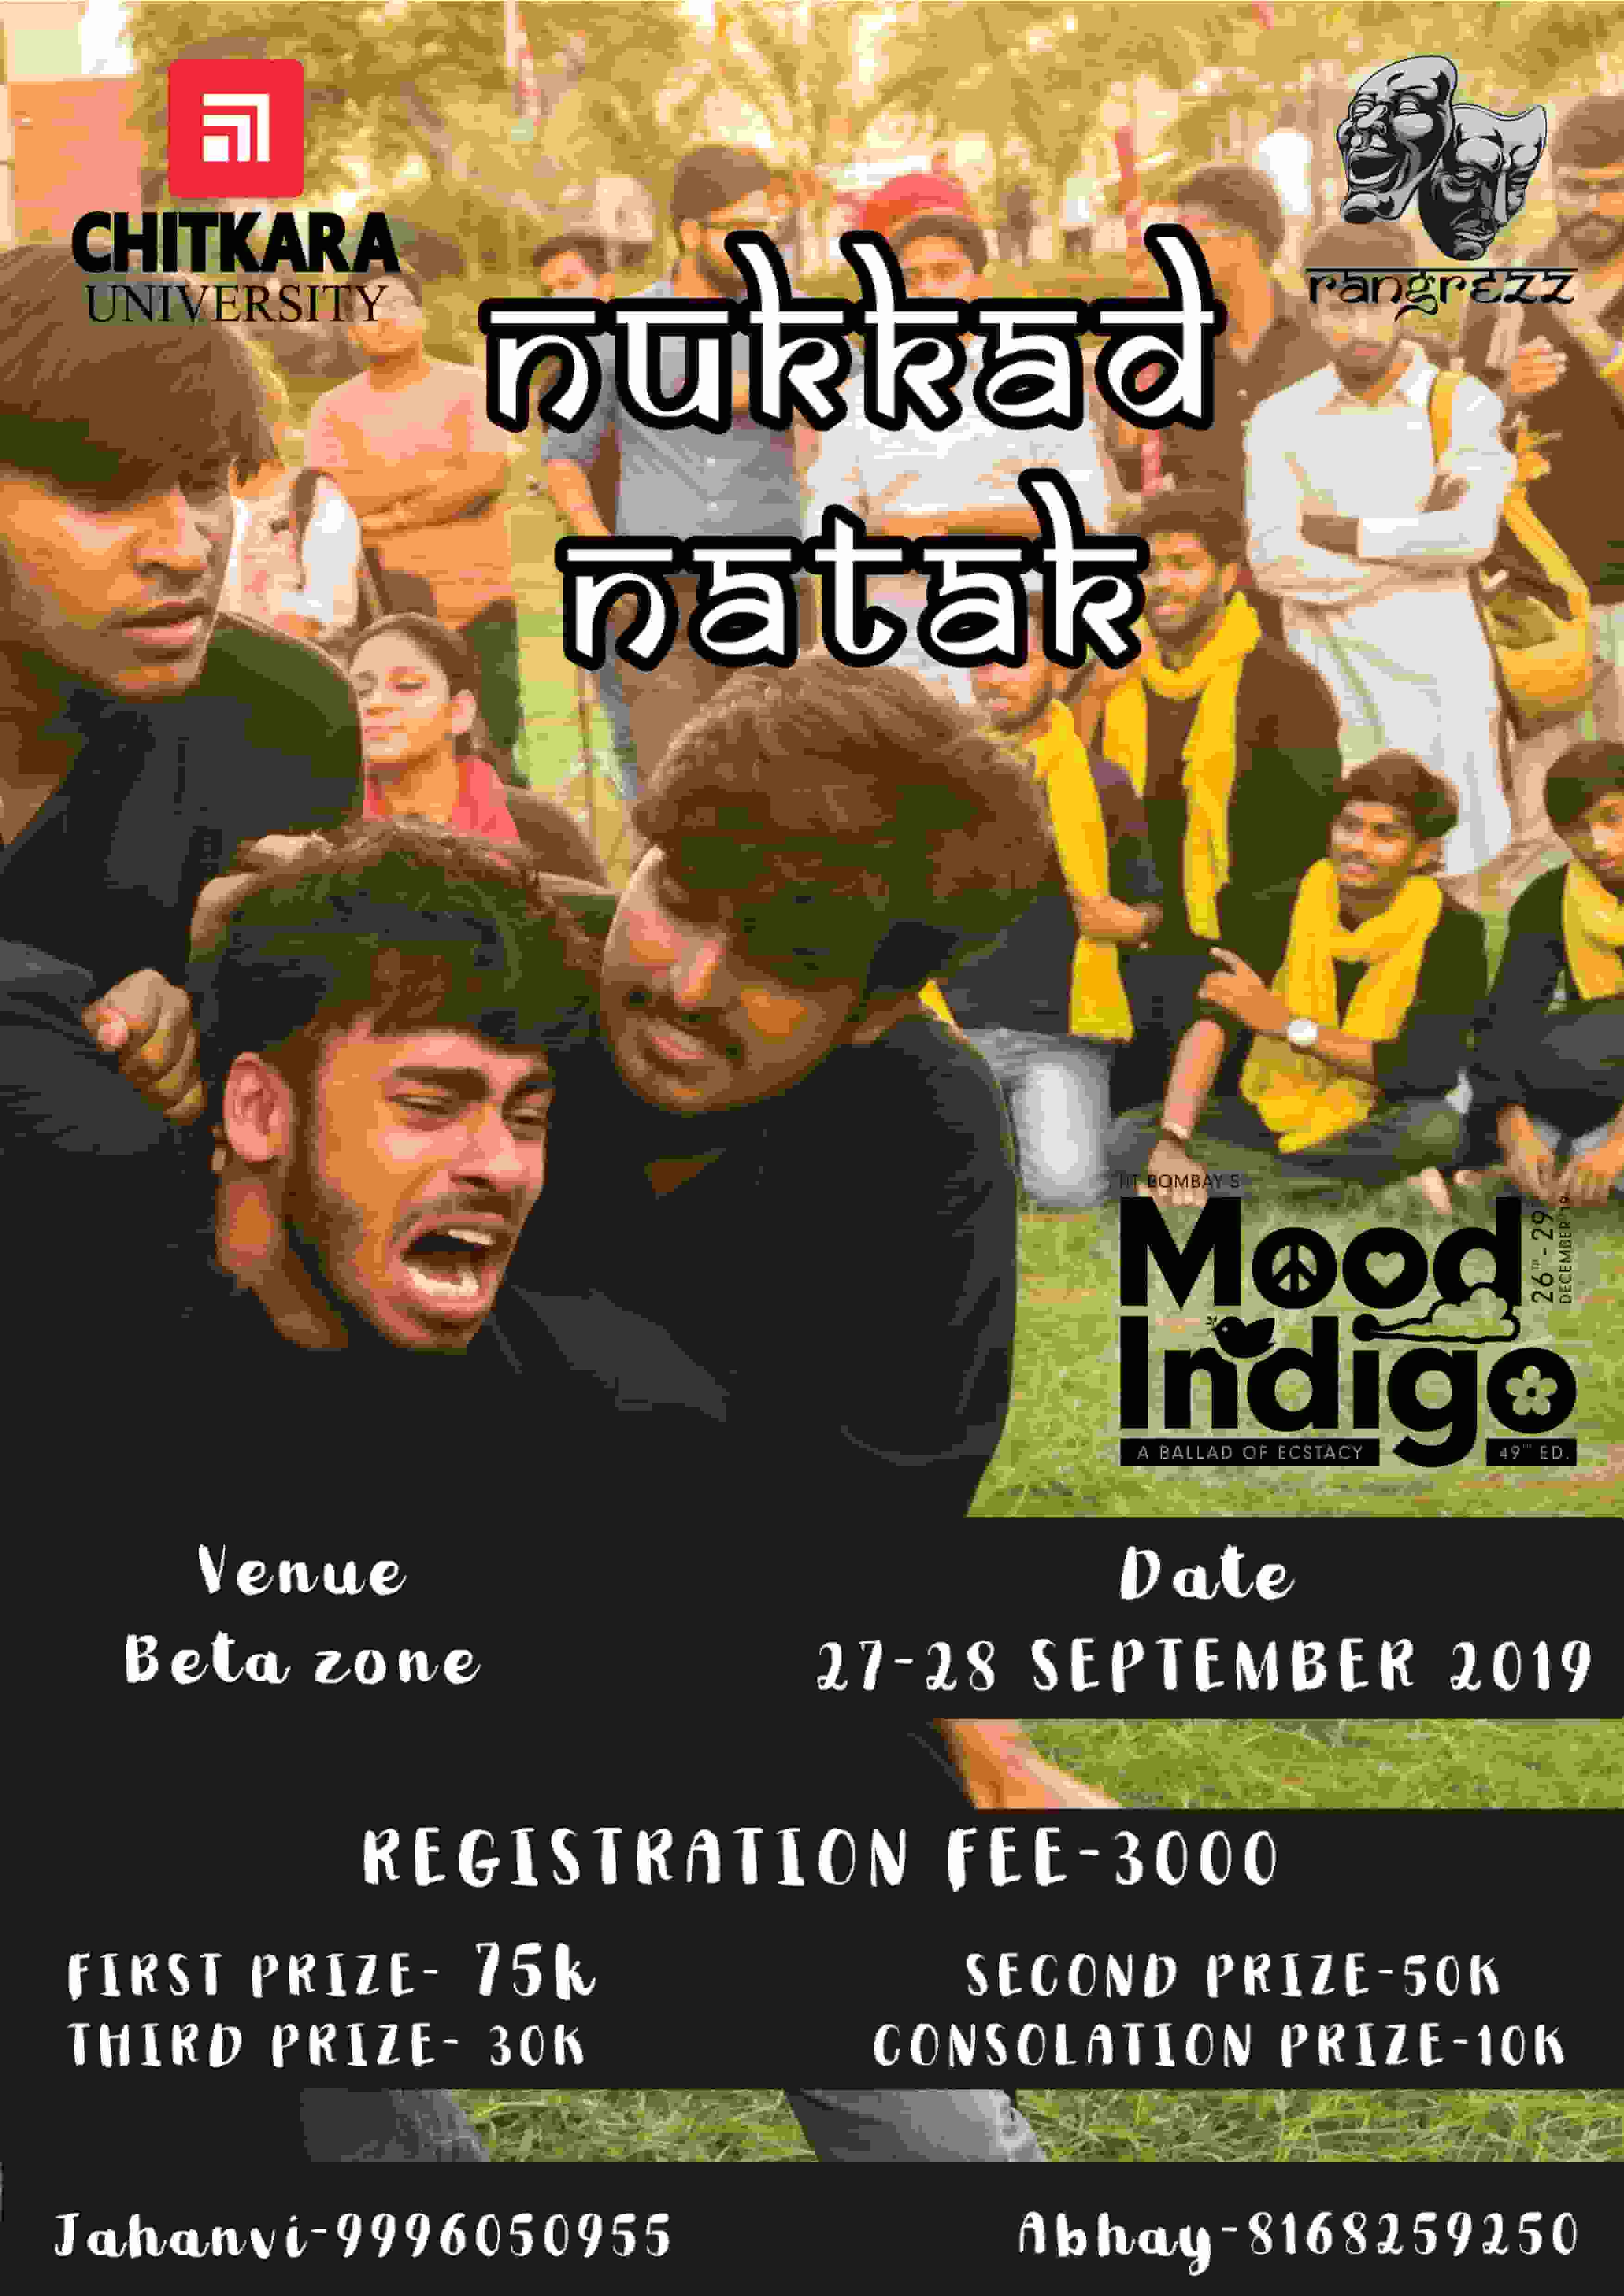 CHITKARA
UNIVERSITY
rangrezz
nukkad
natak
IIT BOMBAY'S
Mood
Indigo
26TH - 29
DECEMBER'19
A BALLAD OF ECSTACY
49TH ED.
Venue
Beta zone
Date
27-28 SEPTEMBER 2019
REGISTRATION FEE-3000
FIRST PRIZE- 75k
SECOND PRIZE-50K
THIRD PRIZE- 30K
CONSOLATION PRIZE-10K
Jahanvi-9996050955
Abhay-8168259250